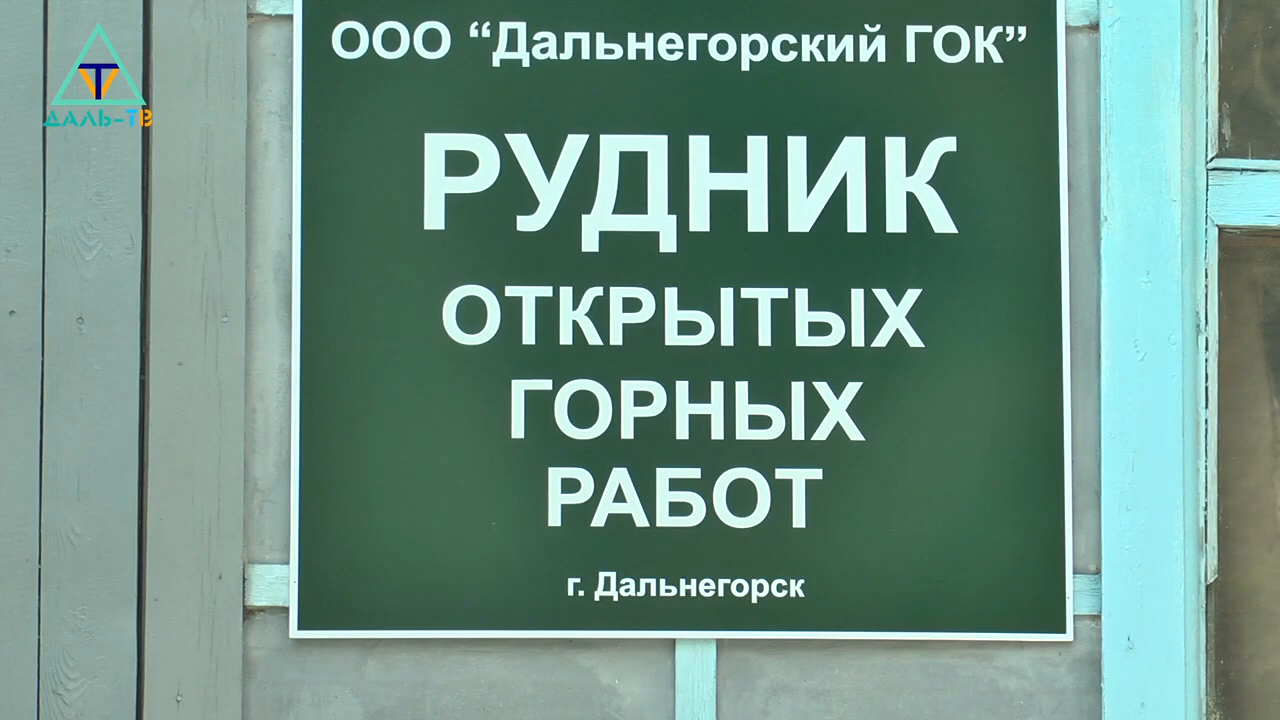 ООО “Дальнегорский ГОК”
ДАЛЬ-ТВ
РУДНИК
ОТКРЫТЫХ
ГОРНЫХ
РАБОТ
г. Дальнегорск